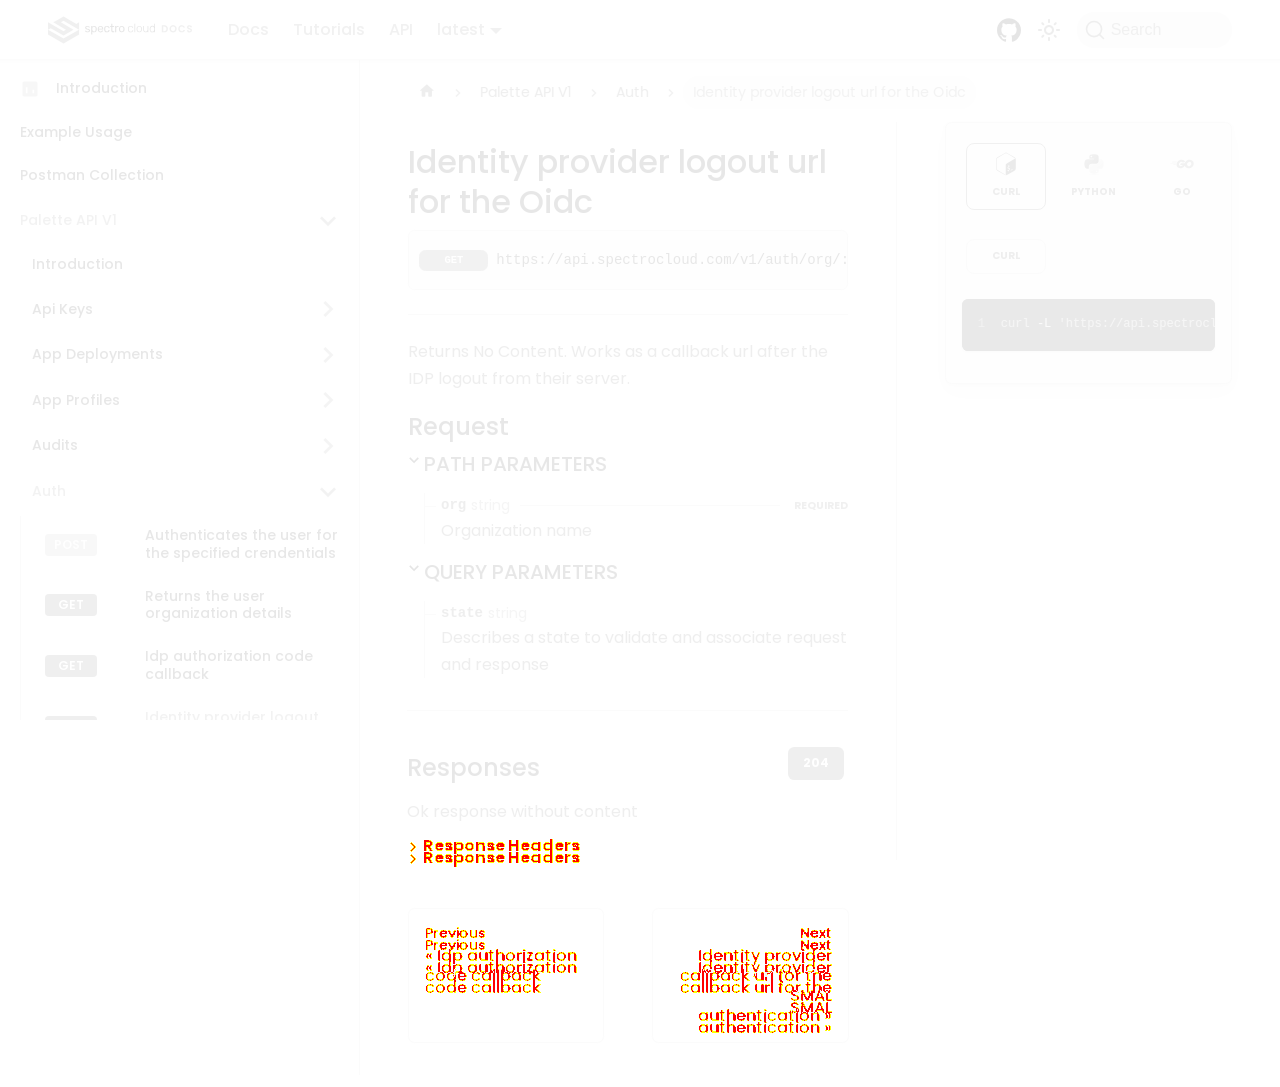 spectro cloud DOCS Docs Tutorials API latest Search
Introduction
Example Usage
Postman Collection
Palette API V1
Introduction
Api Keys
App Deployments
App Profiles
Audits
Auth
POST Authenticates the user for
the specified crendentials
GET Returns the user
organization details
GET Idp authorization code
callback
Identity provider logout
Palette API V1 Auth Identity provider logout url for the Oidc
Identity provider logout url
for the Oidc
GET https://api.spectrocloud.com/v1/auth/org/:
Returns No Content. Works as a callback url after the
IDP logout from their server.
Request
PATH PARAMETERS
org string REQUIRED
Organization name
QUERY PARAMETERS
state string
Describes a state to validate and associate request
and response
Responses 204
Ok response without content
Response Headers
Response Headers
Previous
Previous
« Idp authorization
« Idp authorization
code callback
code callback
Next
Next
Identity provider
Identity provider
callback url for the
callback url for the
SMAL
SMAL
authentication »
authentication »
CURL PYTHON GO
CURL
1 curl -L 'https://api.spectrocl